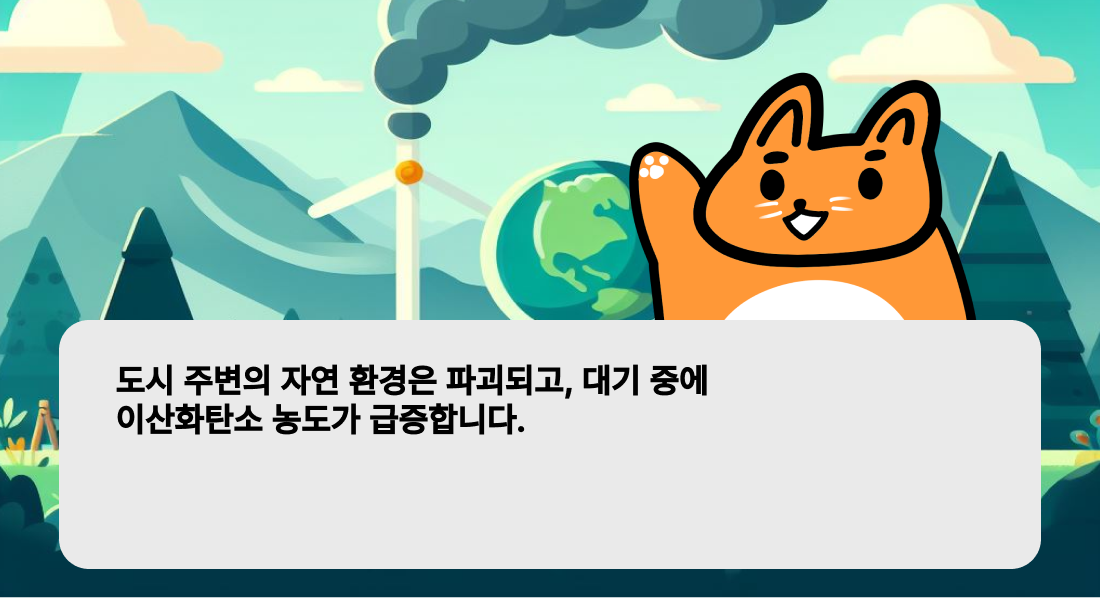 도시 주변의 자연 환경은 파괴되고, 대기 중에
이산화탄소 농도가 급증합니다.